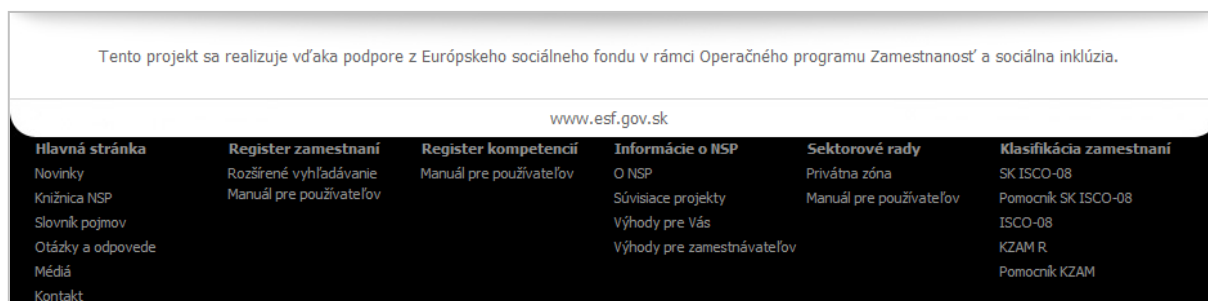 Tento projekt sa realizuje vďaka podpore z Európskeho sociálneho fondu v rámci Operačného programu Zamestnanosť a sociálna inklúzia.
www.esf.gov.sk
Hlavná stránka
Novinky
Knižnica NSP
Slovník pojmov
Otázky a odpovede
Médiá
Kontakt
Register zamestnaní
Rozšírené vyhľadávanie
Manuál pre používateľov
Register kompetencií
Manuál pre používateľov
Informácie o NSP
O NSP
Súvisiace projekty
Výhody pre Vás
Výhody pre zamestnávateľov
Sektorové rady
Privátna zóna
Manuál pre používateľov
Klasifikácia zamestnaní
SK ISCO-08
Pomocník SK ISCO-08
ISCO-08
KZAM R
Pomocník KZAM